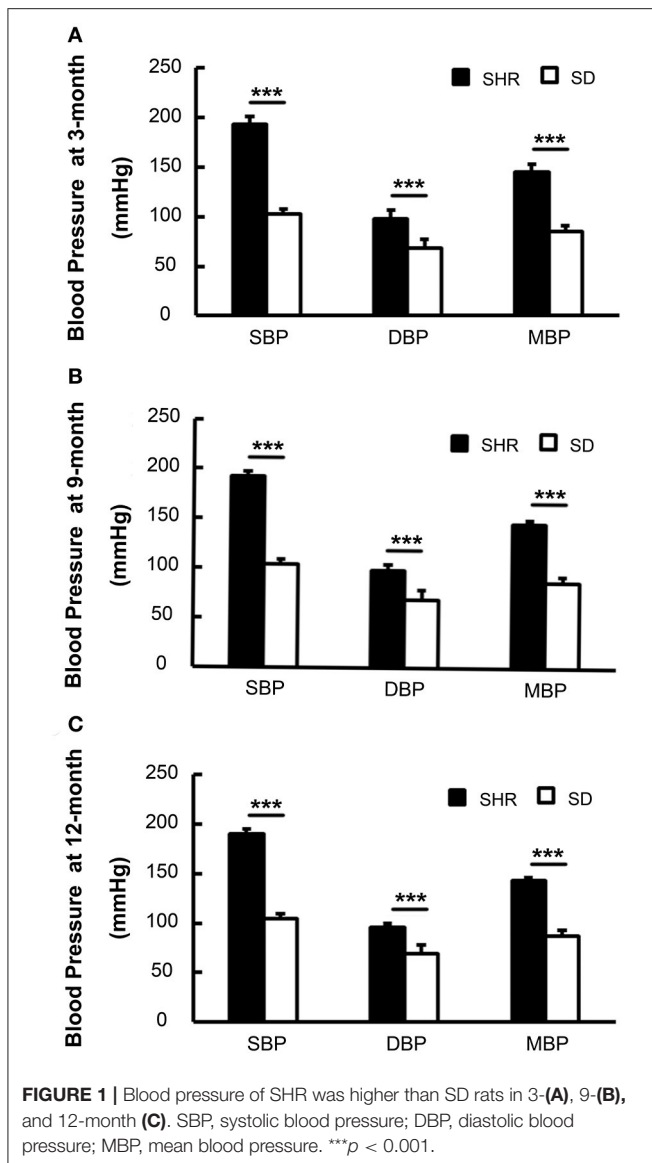 A
Blood Pressure at 3-month
(mmHg)
250
200
150
100
50
0
SHR
SD
***
***
***
SBP
DBP
MBP
B
Blood Pressure at 9-month
(mmHg)
250
200
150
100
50
0
SHR
SD
***
***
***
SBP
DBP
MBP
C
Blood Pressure at 12-month
(mmHg)
250
200
150
100
50
0
SHR
SD
***
***
***
SBP
DBP
MBP
FIGURE 1 | Blood pressure of SHR was higher than SD rats in 3-(A), 9-(B),
and 12-month (C). SBP, systolic blood pressure; DBP, diastolic blood
pressure; MBP, mean blood pressure. ***p < 0.001.